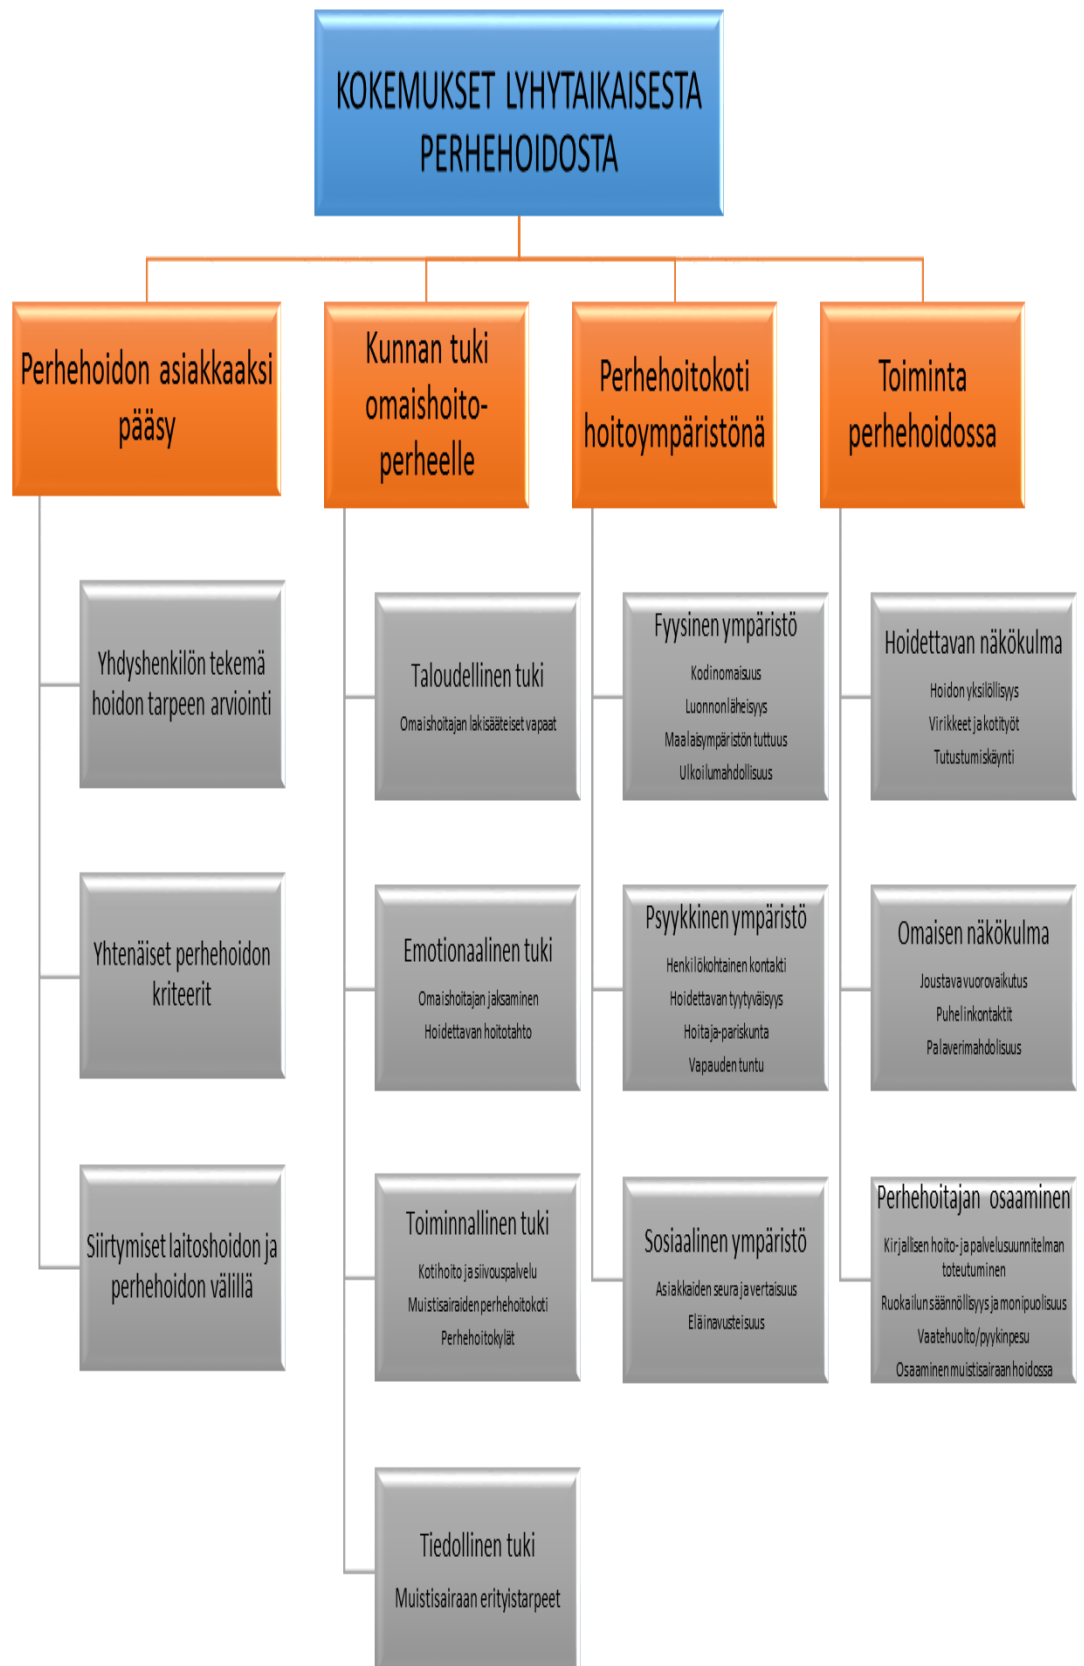 KOKEMUKSET LYHYTAIKAISESTA
PERHEHOIDOSTA
Perhehoidon asiakkaaksi
pääsy
Yhdyshenkilön tekemä
hoidon tarpeen arviointi
Yhtenäiset perhehoidon
kriteerit
Siirtymiset laitoshoidon ja
perhehoidon välillä
Kunnan tuki
omaishoito-
perheelle
Taloudellinen tuki
Omaishoitajan lakisääteiset vapaat
Emotionaalinen tuki
Omaishoitajan jaksaminen
Hoidettavan hoitotahto
Toiminnallinen tuki
Kotihoito ja siivouspalvelu
Muistisairaiden perhehoitokoti
Perhehoitokylät
Tiedollinen tuki
Muistisairaan erityistarpeet
Perhehoitokoti
hoitoympäristönä
Fyysinen ympäristö
Kodinomaisuus
Luonnonläheisyys
Maalaisympäristön tuttuus
Ulkoilumahdollisuus
Psyykkinen ympäristö
Henkilökohtainen kontakti
Hoidettavan tyytyväisyys
Hoitaja-pariskunta
Vapauden tuntu
Sosiaalinen ympäristö
Asiakkaiden seura ja vertaisuus
Eläinavusteisuus
Toiminta
perhehoidossa
Hoidettavan näkökulma
Hoidon yksilöllisyys
Virikkeet ja kotityöt
Tutustumiskäynti
Omaisen näkökulma
Joustava vuorovaikutus
Puhelinkontaktit
Palaverimahdolisuus
Perhehoitajan osaaminen
Kirjallisen hoito- ja palvelusuunnitelman
toteutuminen
Ruokailun säännöllisyys ja monipuolisuus
Vaatehuolto/pyykinpesu
Osaaminen muistisairaan hoidossa